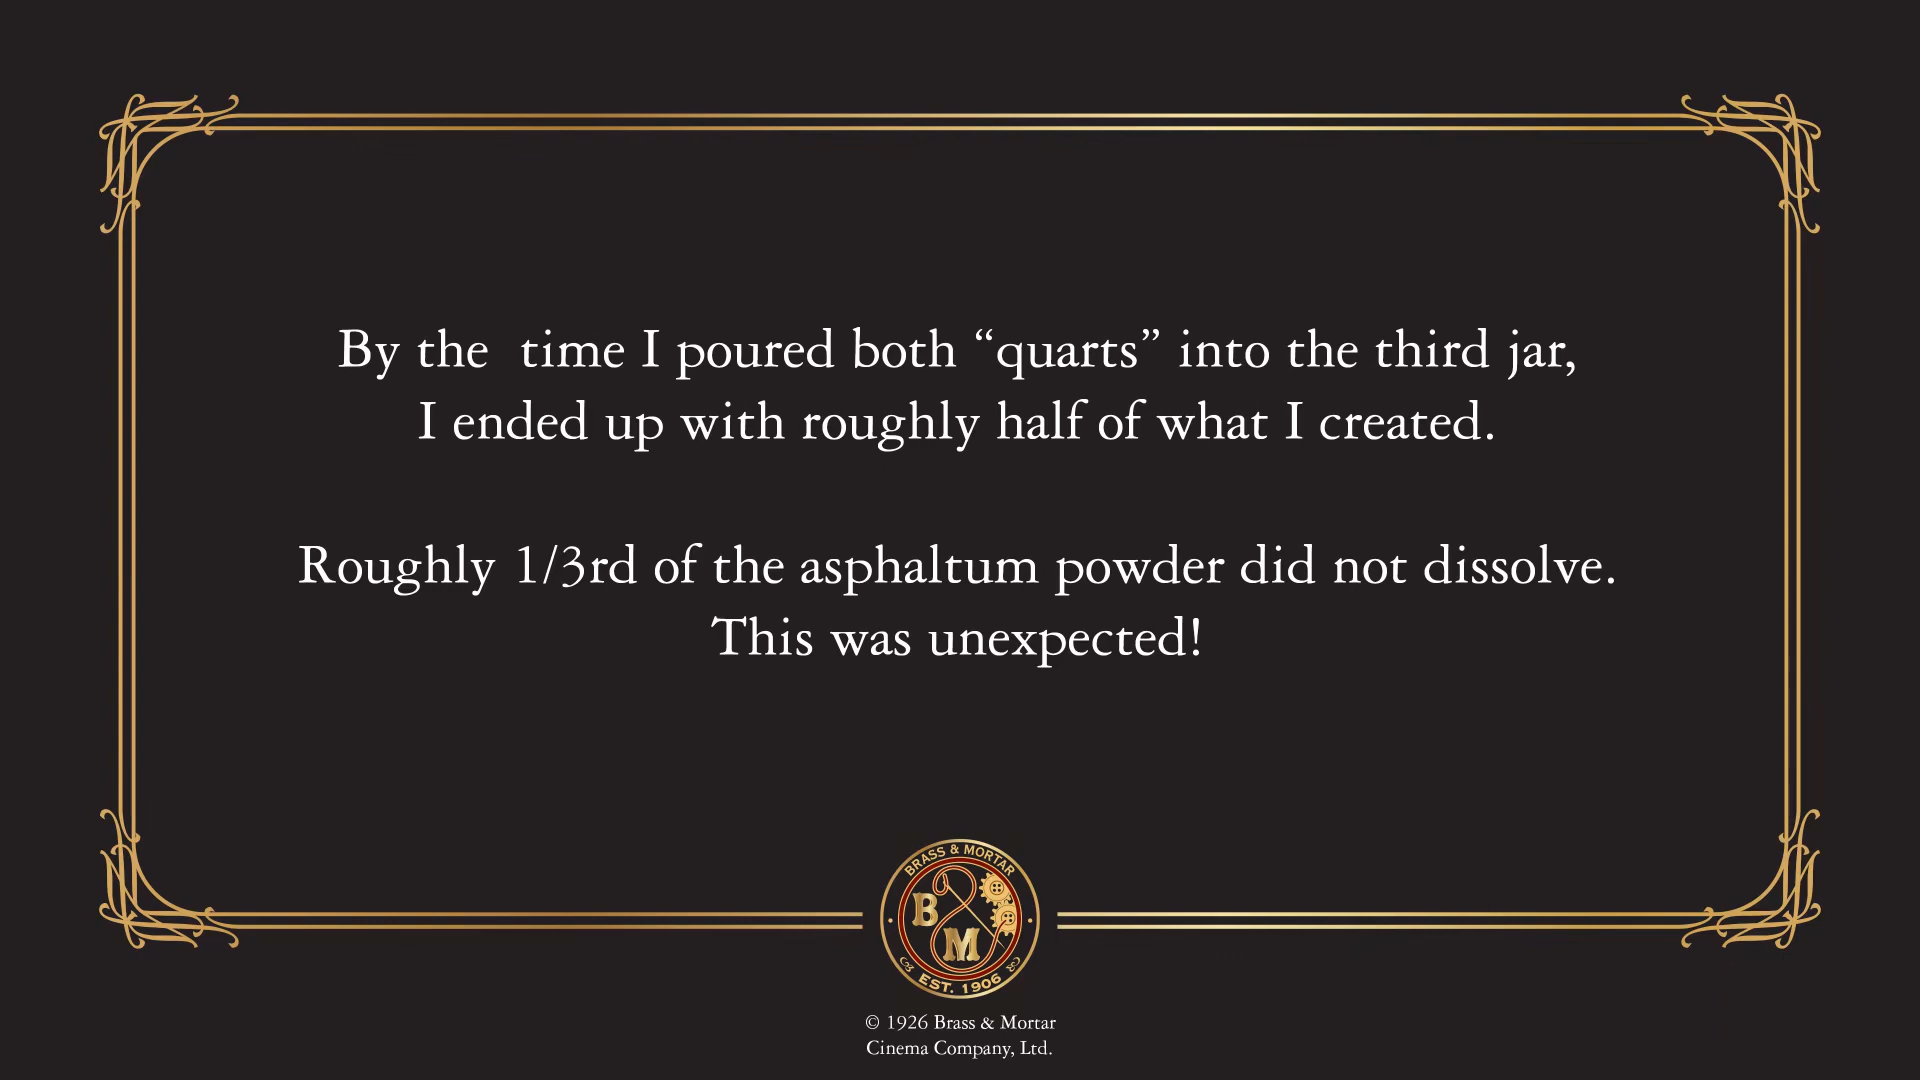 By the  time I poured both “quarts” into the third jar,
I ended up with roughly half of what I created.
Roughly 1/3rd of the asphaltum powder did not dissolve.
This was unexpected!
BRASS & MORTAR
B
M
EST. 1906
© 1926 Brass & Mortar
Cinema Company, Ltd.